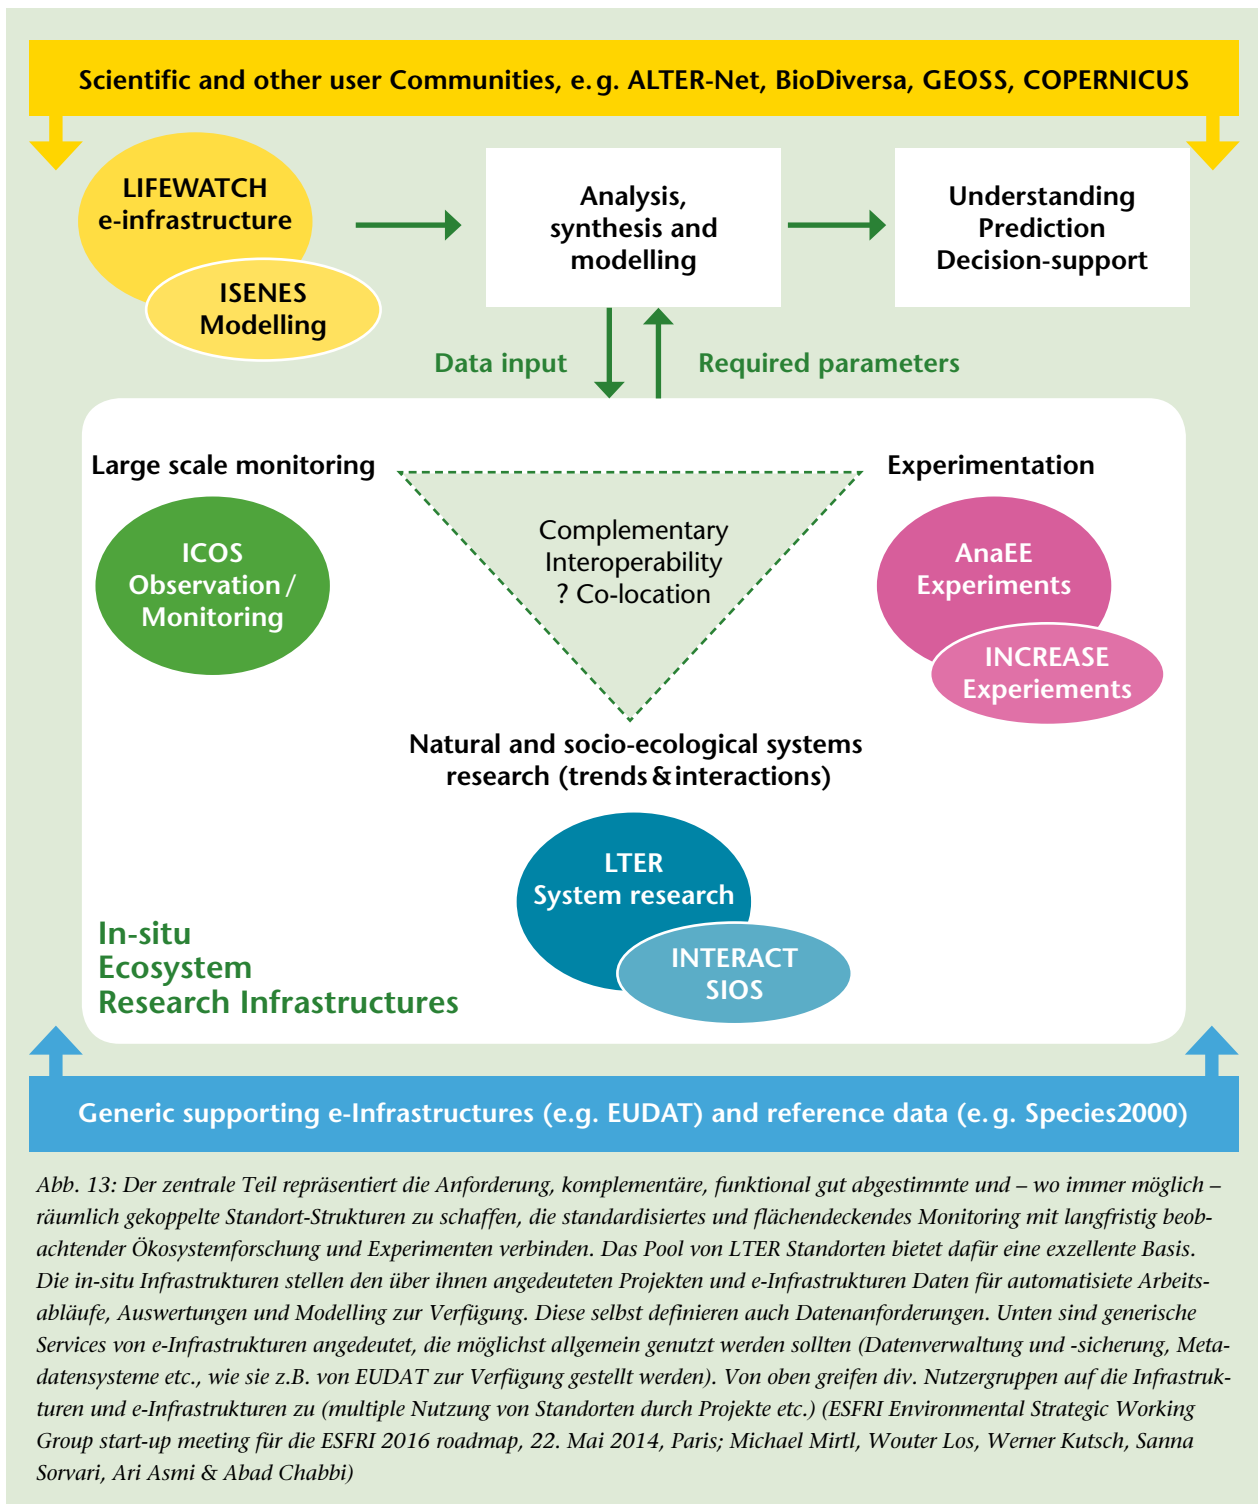 Scientific and other user Communities, e. g. ALTER-Net, BioDiversa, GEOSS, COPERNICUS
LIFEWATCH
e-infrastructure
ISENES
Modelling
Analysis,
synthesis and
modelling
Understanding
Prediction
Decision-support
Data input
Required parameters
Large scale monitoring
ICOS
Observation /
Monitoring
Complementary
Interoperability
? Co-location
Experimentation
AnaEE
Experiments
INCREASE
Experiements
Natural and socio-ecological systems
research (trends & interactions)
LTER
System research
INTERACT
SIOS
In-situ
Ecosystem
Research Infrastructures
Generic supporting e-Infrastructures (e.g. EUDAT) and reference data (e. g. Species2000)
Abb. 13: Der zentrale Teil repräsentiert die Anforderung, komplementäre, funktional gut abgestimmte und – wo immer möglich –
räumlich gekoppelte Standort-Strukturen zu schaffen, die standardisiertes und flächendeckendes Monitoring mit langfristig beob-
achtender Ökosystemforschung und Experimenten verbinden. Das Pool von LTER Standorten bietet dafür eine exzellente Basis.
Die in-situ Infrastrukturen stellen den über ihnen angedeuteten Projekten und e-Infrastrukturen Daten für automatisiete Arbeits-
abläufe, Auswertungen und Modelling zur Verfügung. Diese selbst definieren auch Datenanforderungen. Unten sind generische
Services von e-Infrastrukturen angedeutet, die möglichst allgemein genutzt werden sollten (Datenverwaltung und -sicherung, Meta-
datensysteme etc., wie sie z.B. von EUDAT zur Verfügung gestellt werden). Von oben greifen div. Nutzergruppen auf die Infrastruk-
turen und e-Infrastrukturen zu (multiple Nutzung von Standorten durch Projekte etc.) (ESFRI Environmental Strategic Working
Group start-up meeting für die ESFRI 2016 roadmap, 22. Mai 2014, Paris; Michael Mirtl, Wouter Los, Werner Kutsch, Sanna
Sorvari, Ari Asmi & Abad Chabbi)